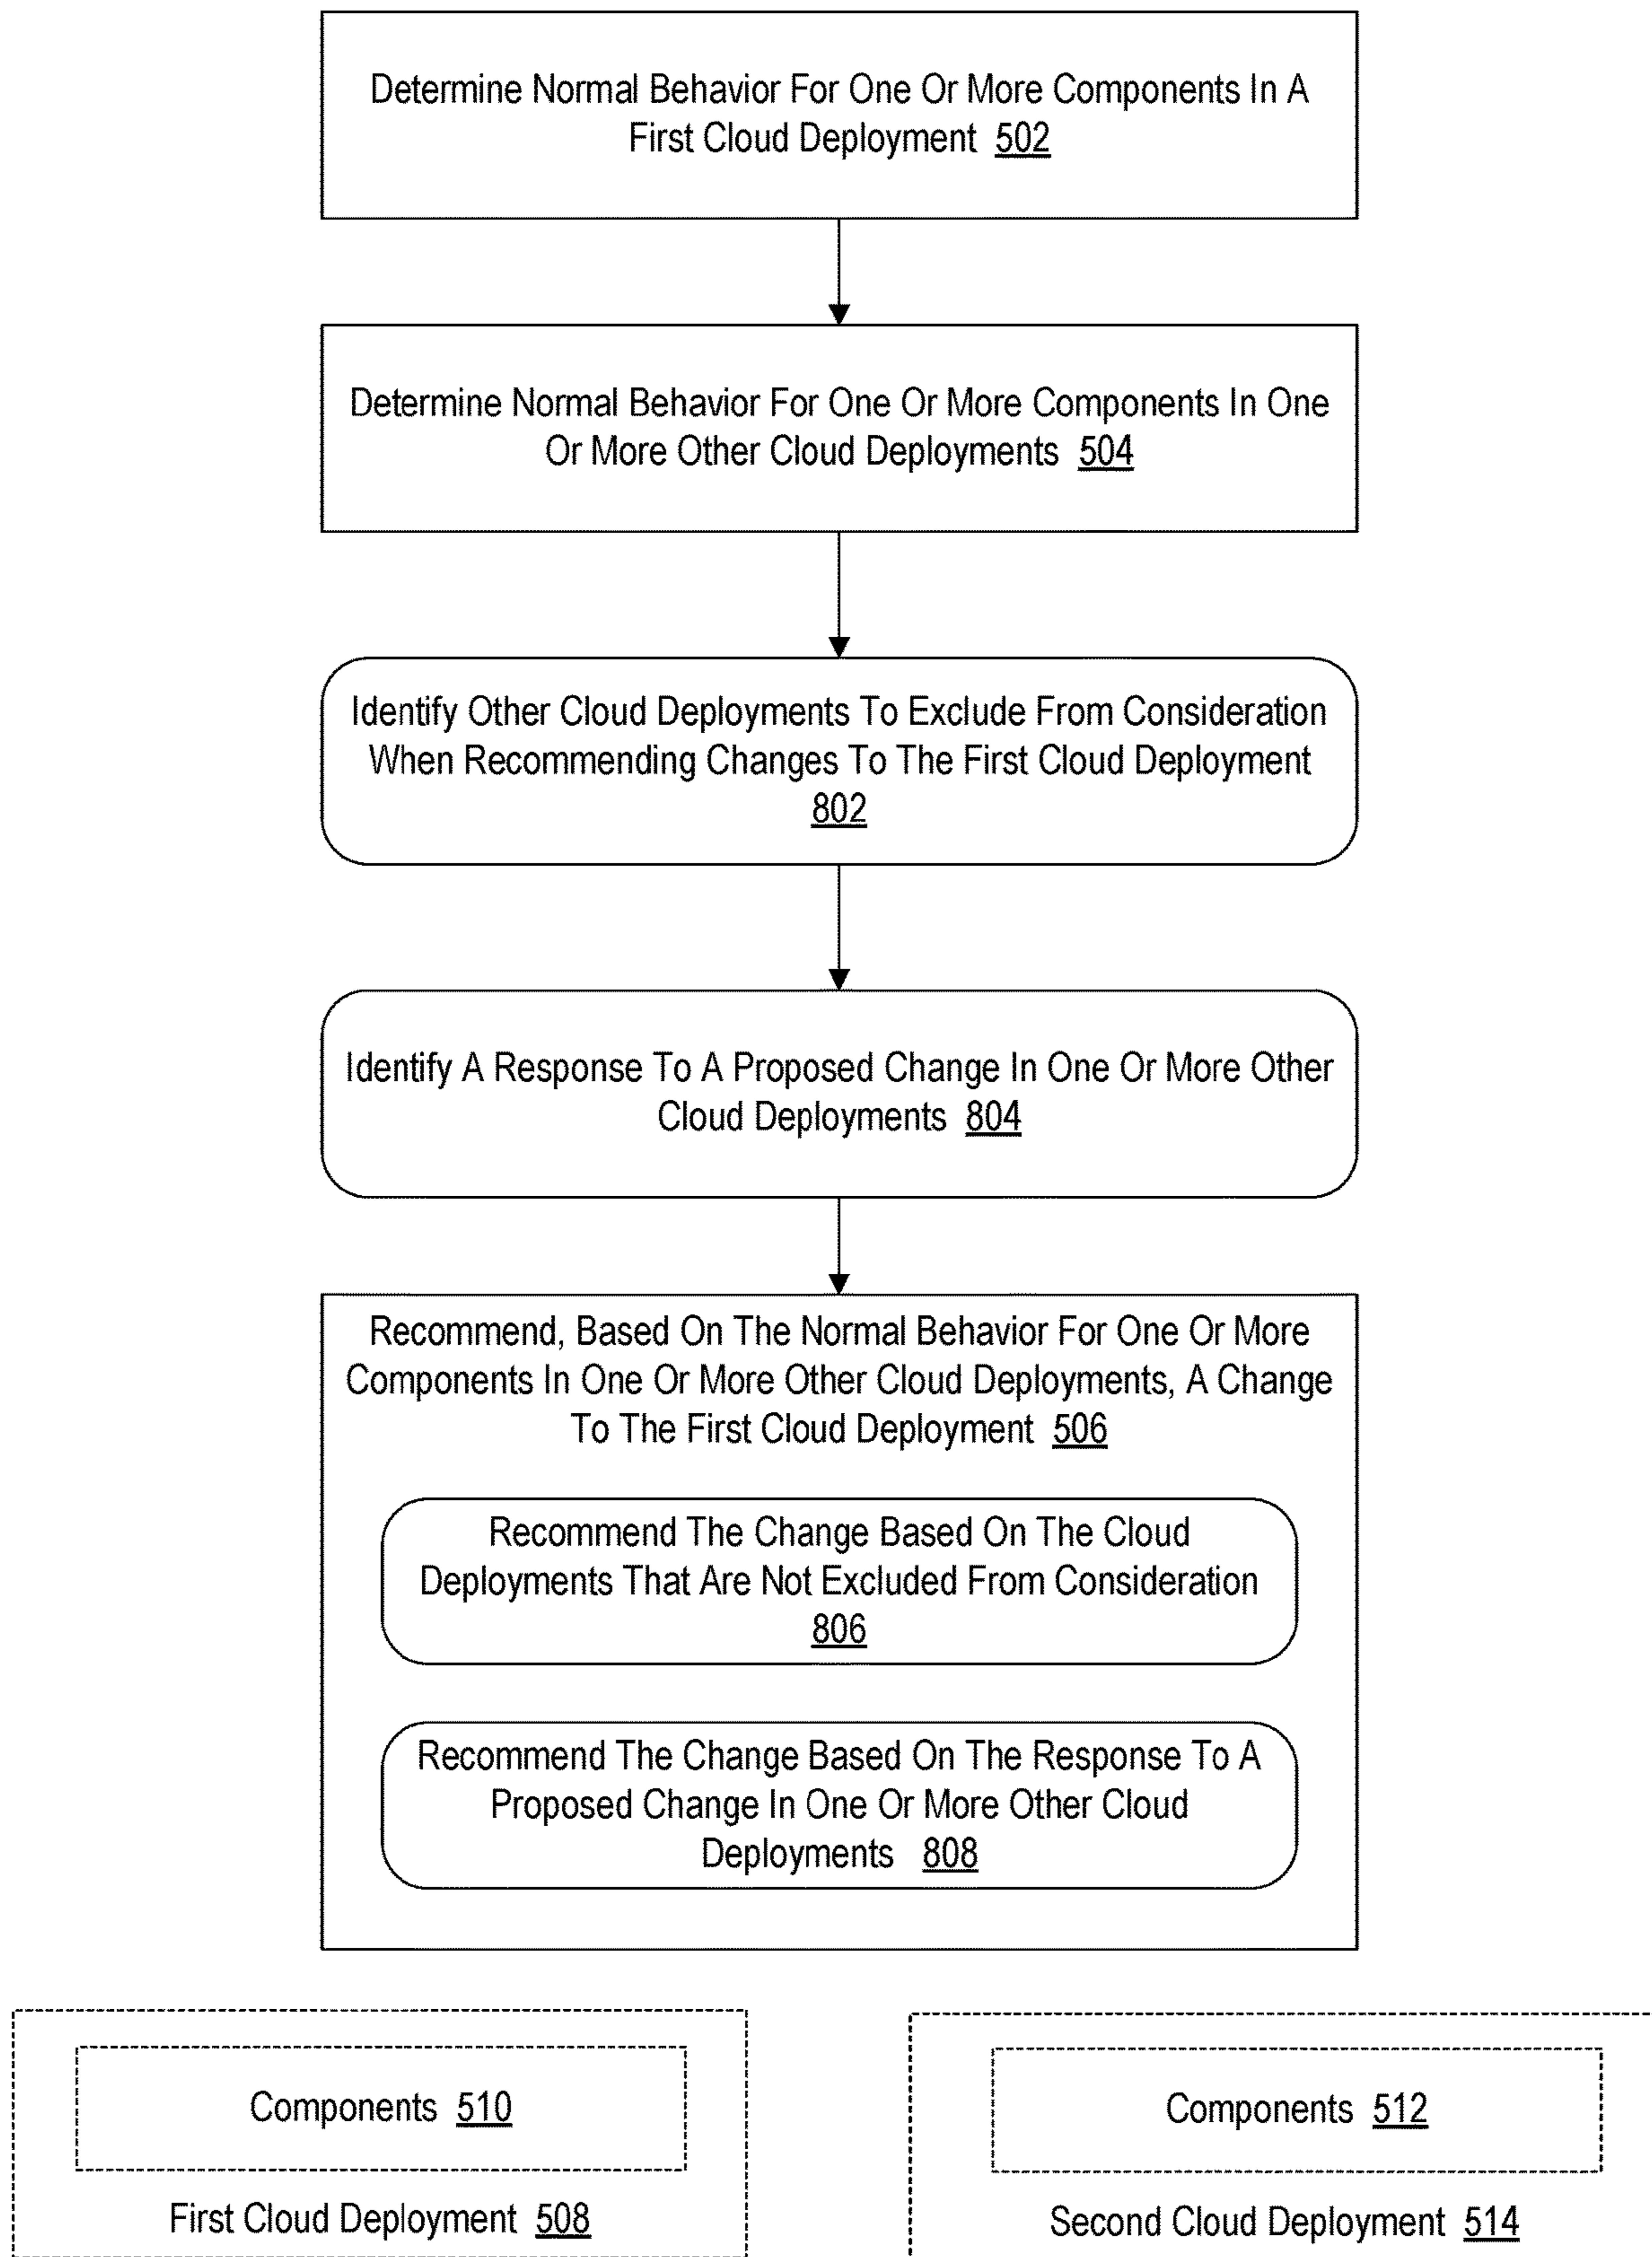 Determine Normal Behavior For One Or More Components In A
First Cloud Deployment 502
Determine Normal Behavior For One Or More Components In One
Or More Other Cloud Deployments 504
Identify Other Cloud Deployments To Exclude From Consideration
When Recommending Changes To The First Cloud Deployment
802
Identify A Response To A Proposed Change In One Or More Other
Cloud Deployments 804
Recommend, Based On The Normal Behavior For One Or More
Components In One Or More Other Cloud Deployments, A Change
To The First Cloud Deployment 506
Recommend The Change Based On The Cloud
Deployments That Are Not Excluded From Consideration
806
Recommend The Change Based On The Response To A
Proposed Change In One Or More Other Cloud
Deployments 808
Components 510
First Cloud Deployment 508
Components 512
Second Cloud Deployment 514